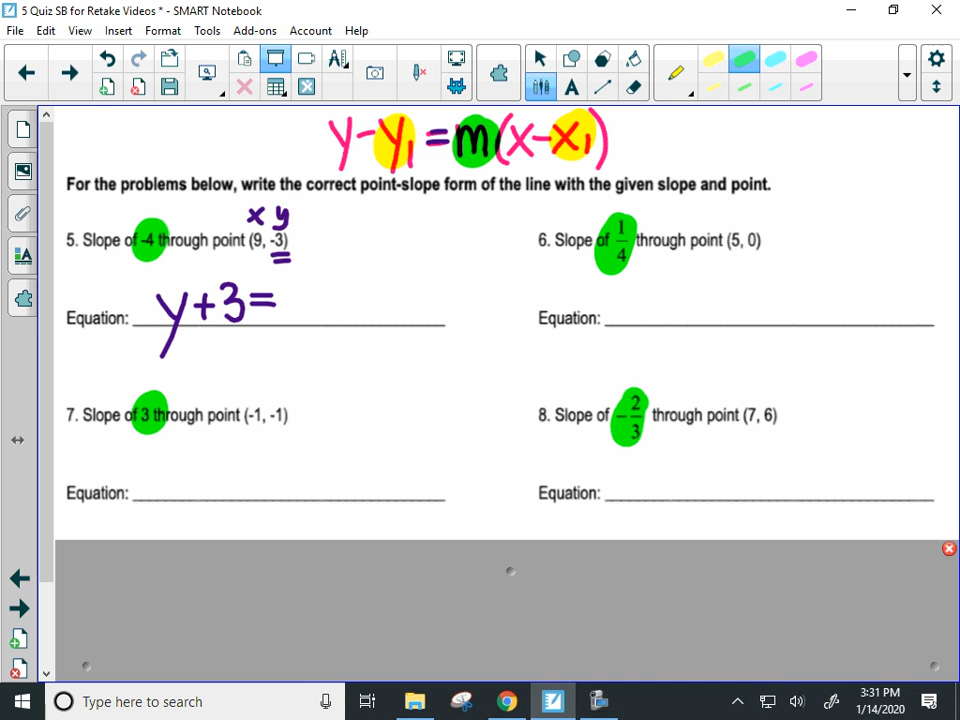 5 Quiz SB for Retake Videos * - SMART Notebook
File Edit View Insert Format Tools Add-ons Account Help
y-y₁=m(x-x₁)
For the problems below, write the correct point-slope form of the line with the given slope and point.
x y
5. Slope of -4 through point (9, -3)
6. Slope of 1/4 through point (5, 0)
y+3=
Equation:
Equation:
7. Slope of 3 through point (-1, -1)
8. Slope of -2/3 through point (7, 6)
Equation:
Equation:
Type here to search
3:31 PM
1/14/2020